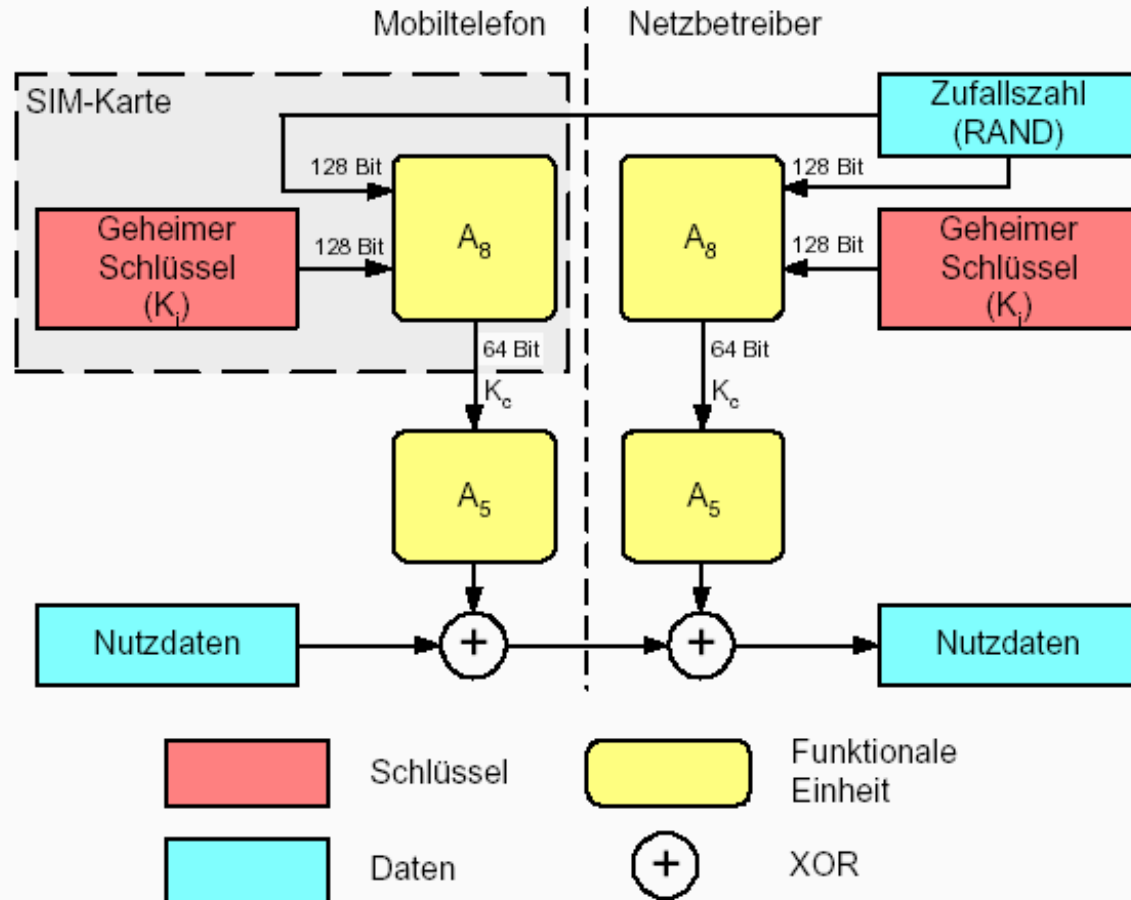 Mobiltelefon
Netzbetreiber
SIM-Karte
Zufallszahl
(RAND)
128 Bit
128 Bit
Geheimer
Schlüssel
(Ki)
128 Bit
A8
A8
128 Bit
Geheimer
Schlüssel
(Ki)
64 Bit
Kc
64 Bit
Kc
A5
A5
Nutzdaten
+
+
Nutzdaten
Schlüssel
Funktionale
Einheit
Daten
+
XOR